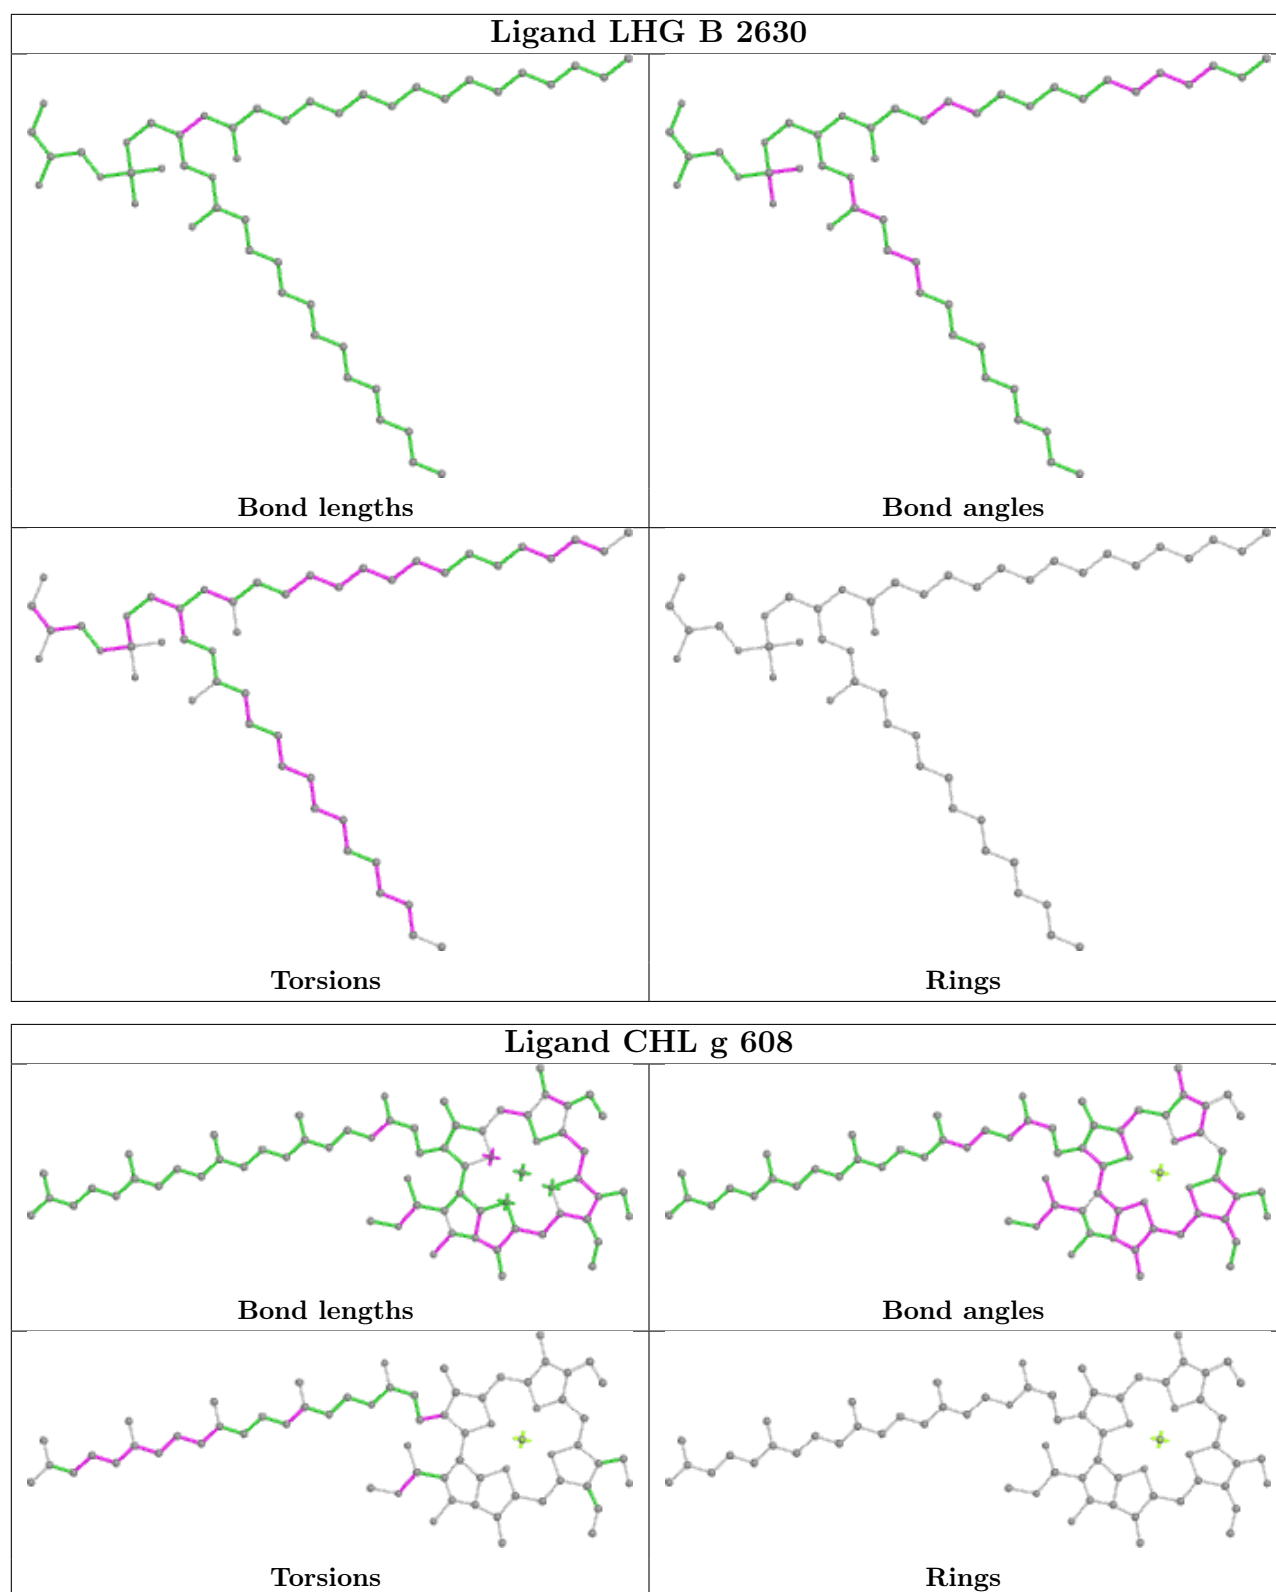 Ligand LHG B 2630
Bond lengths
Bond angles
Torsions
Rings
Ligand CHL g 608
Bond lengths
Bond angles
Torsions
Rings